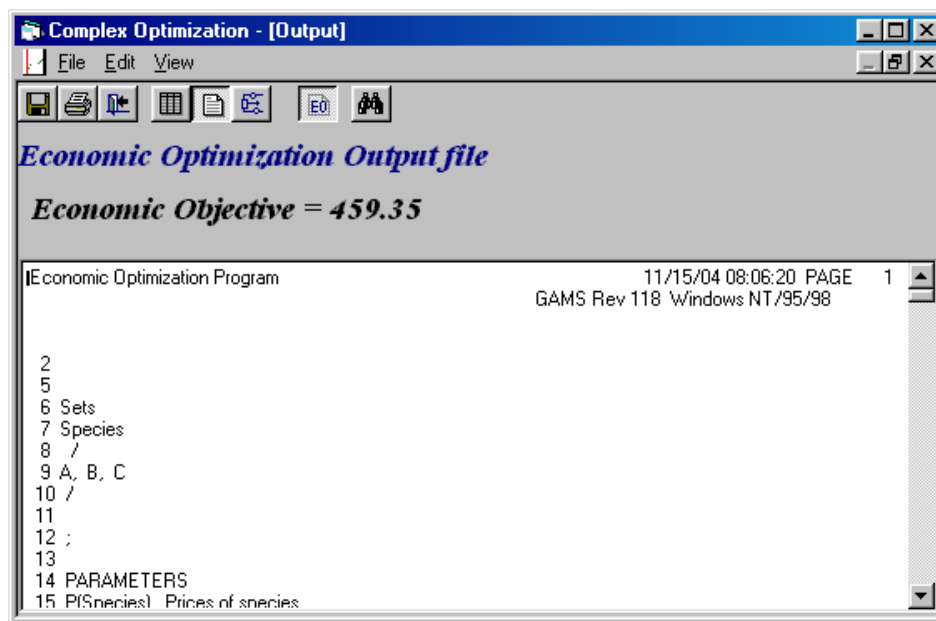 Complex Optimization - [Output]
File Edit View
EO
Economic Optimization Output file
Economic Objective = 459.35
Economic Optimization Program 11/15/04 08:06:20 PAGE 1
GAMS Rev 118 Windows NT/95/98
2
5
6 Sets
7 Species
8 /
9 A, B, C
10 /
11
12 ;
13
14 PARAMETERS
15 P(Species) Prices of species